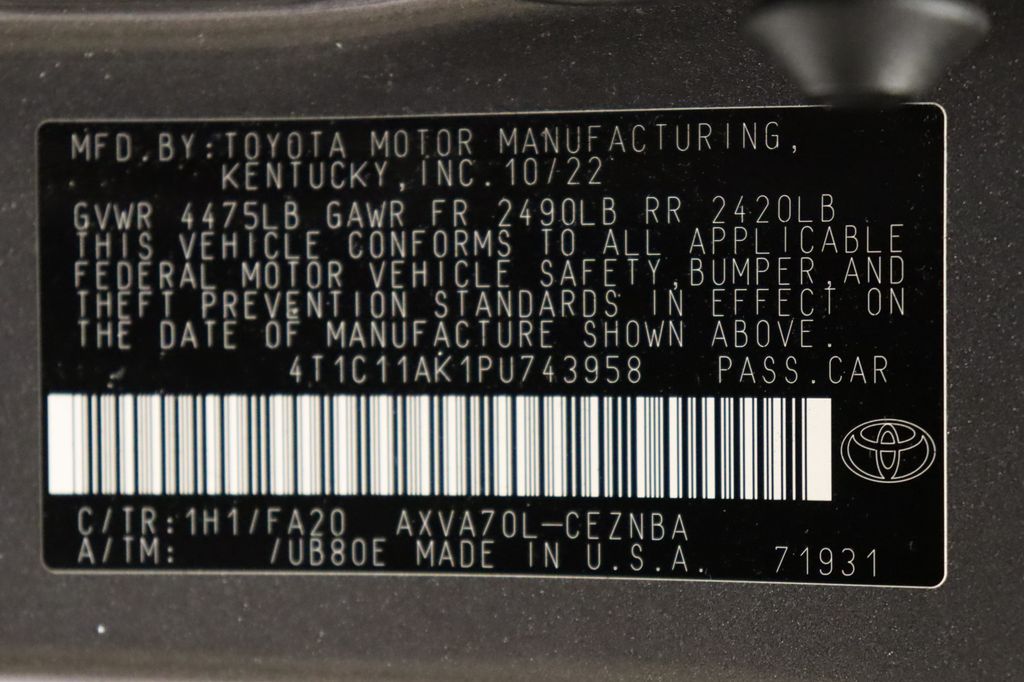 MFD.BY:TOYOTA MOTOR MANUFACTURING,
KENTUCKY,INC.10/22
GVWR 4475LB GAWR FR 2490LB RR 2420LB
THIS VEHICLE CONFORMS TO ALL APPLICABLE
FEDERAL MOTOR VEHICLE SAFETY,BUMPER,AND
THEFT PREVENTION STANDARDS IN EFFECT ON
THE DATE OF MANUFACTURE SHOWN ABOVE.
4T1C11AK1PU743958 PASS.CAR
C/TR:1H1/FA20 AXVA70L-CEZNBA
A/TM: /UB80E MADE IN U.S.A. 71931